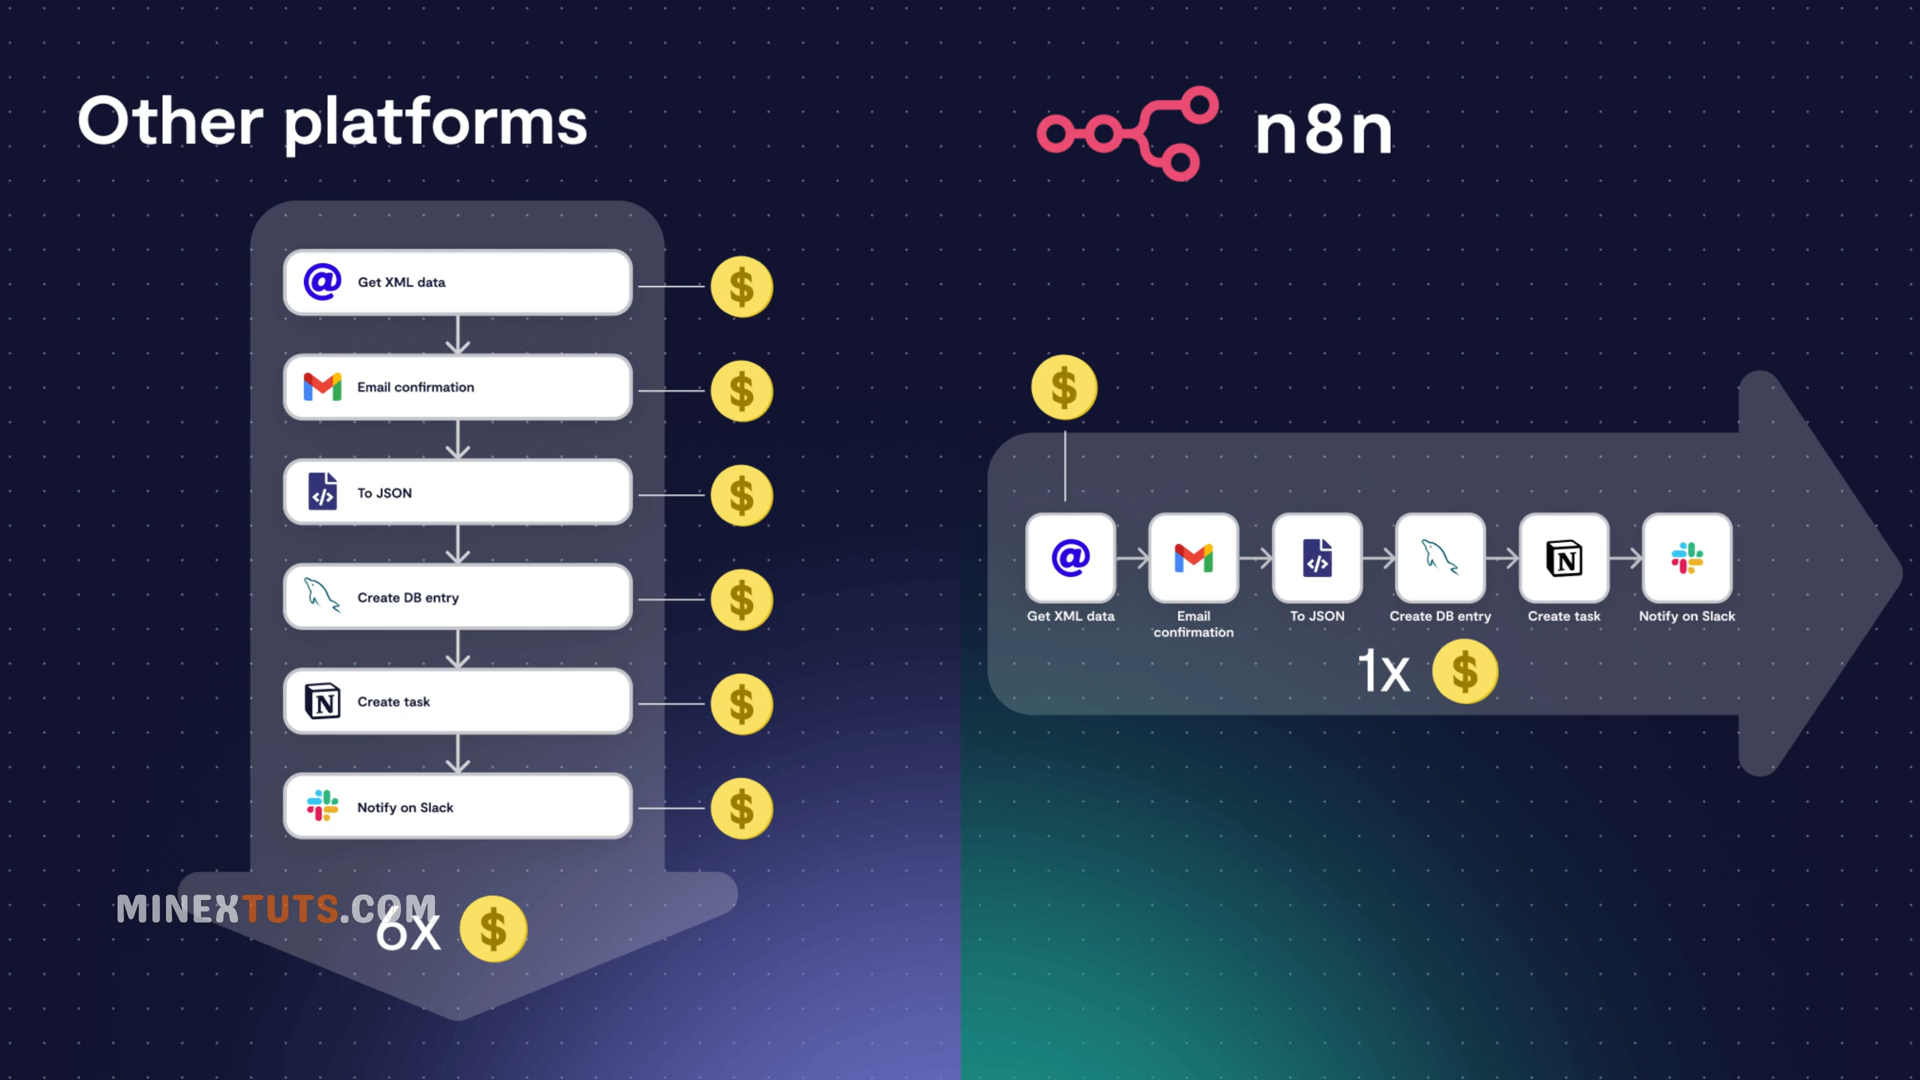 Other platforms
Get XML data
$
Email confirmation
$
To JSON
$
Create DB entry
$
N
Create task
$
Notify on Slack
$
MINEXTUTS.COM
6x $
n8n
$
N
Get XML data
Email
confirmation
To JSON
Create DB entry
Create task
Notify on Slack
1x $